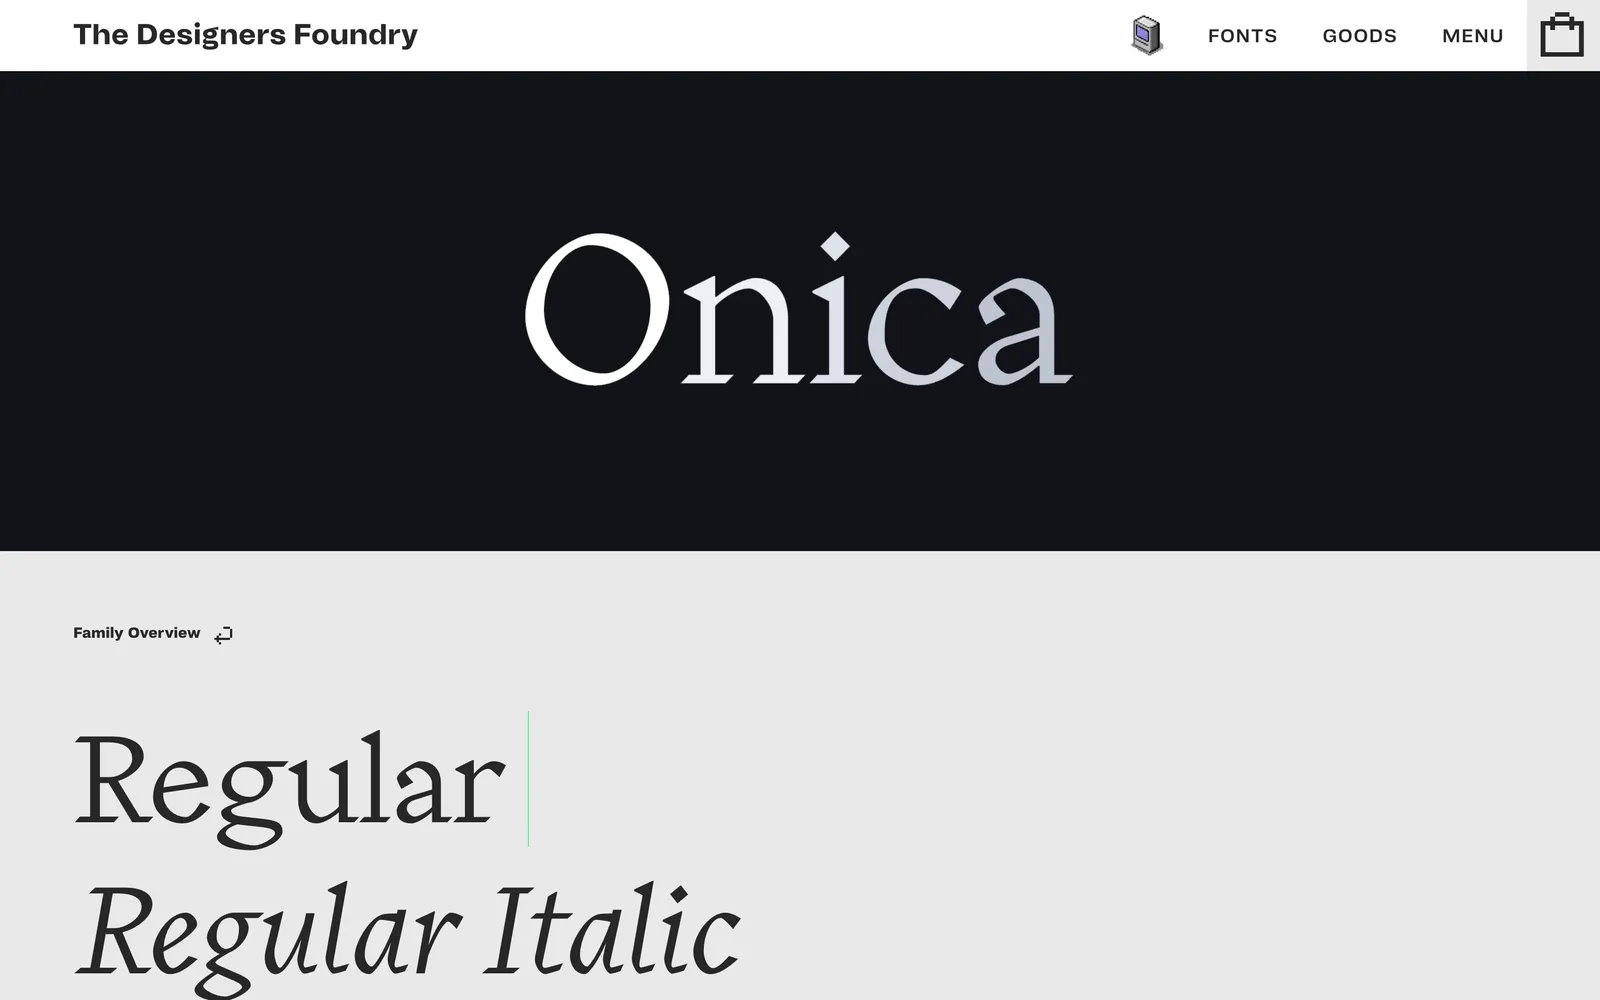 The Designers Foundry
FONTS GOODS MENU
Onica
Family Overview
Regular
Regular Italic